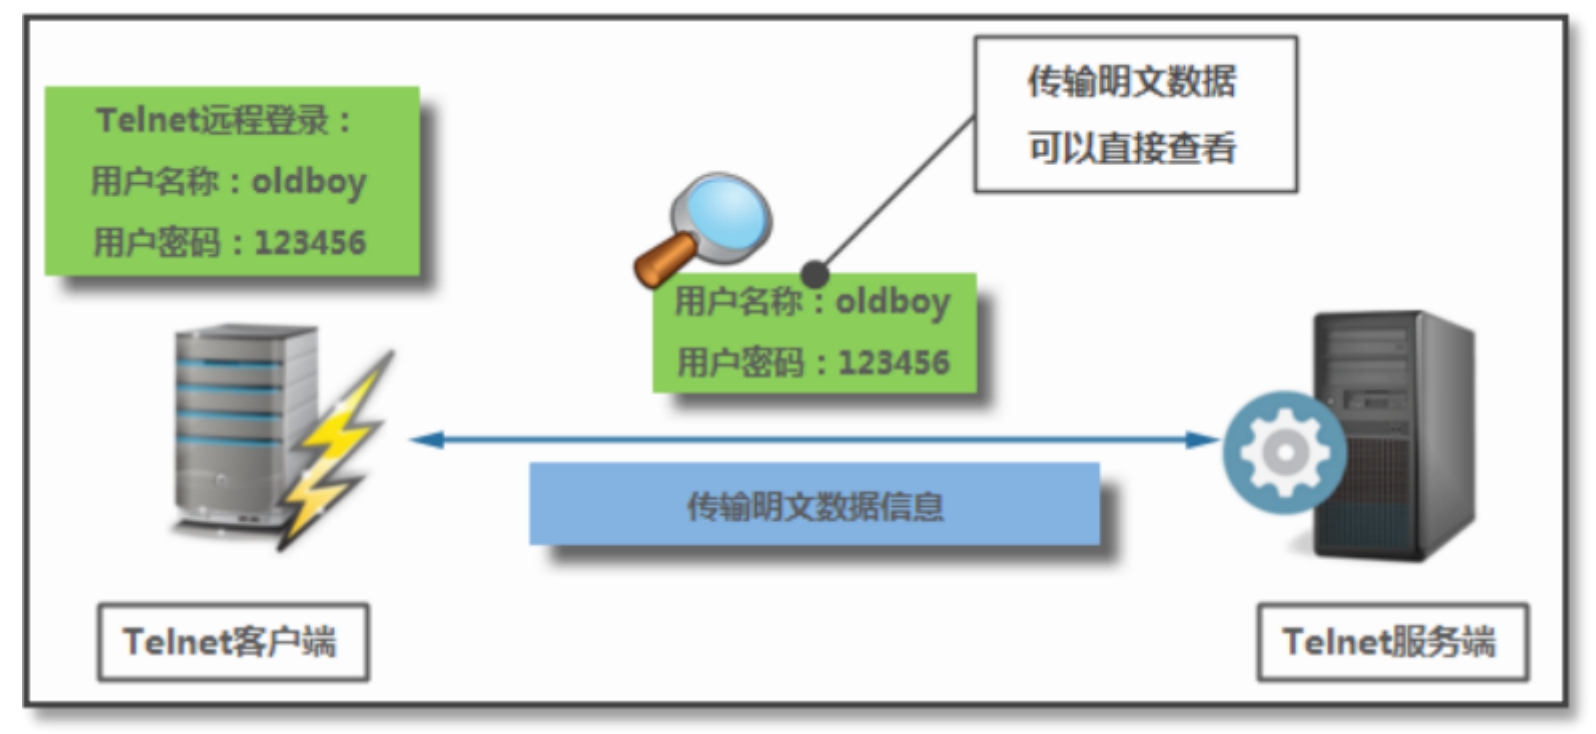 Telnet远程登录：
用户名称：oldboy
用户密码：123456
传输明文数据
可以直接查看
用户名称：oldboy
用户密码：123456
传输明文数据信息
Telnet客户端
Telnet服务端